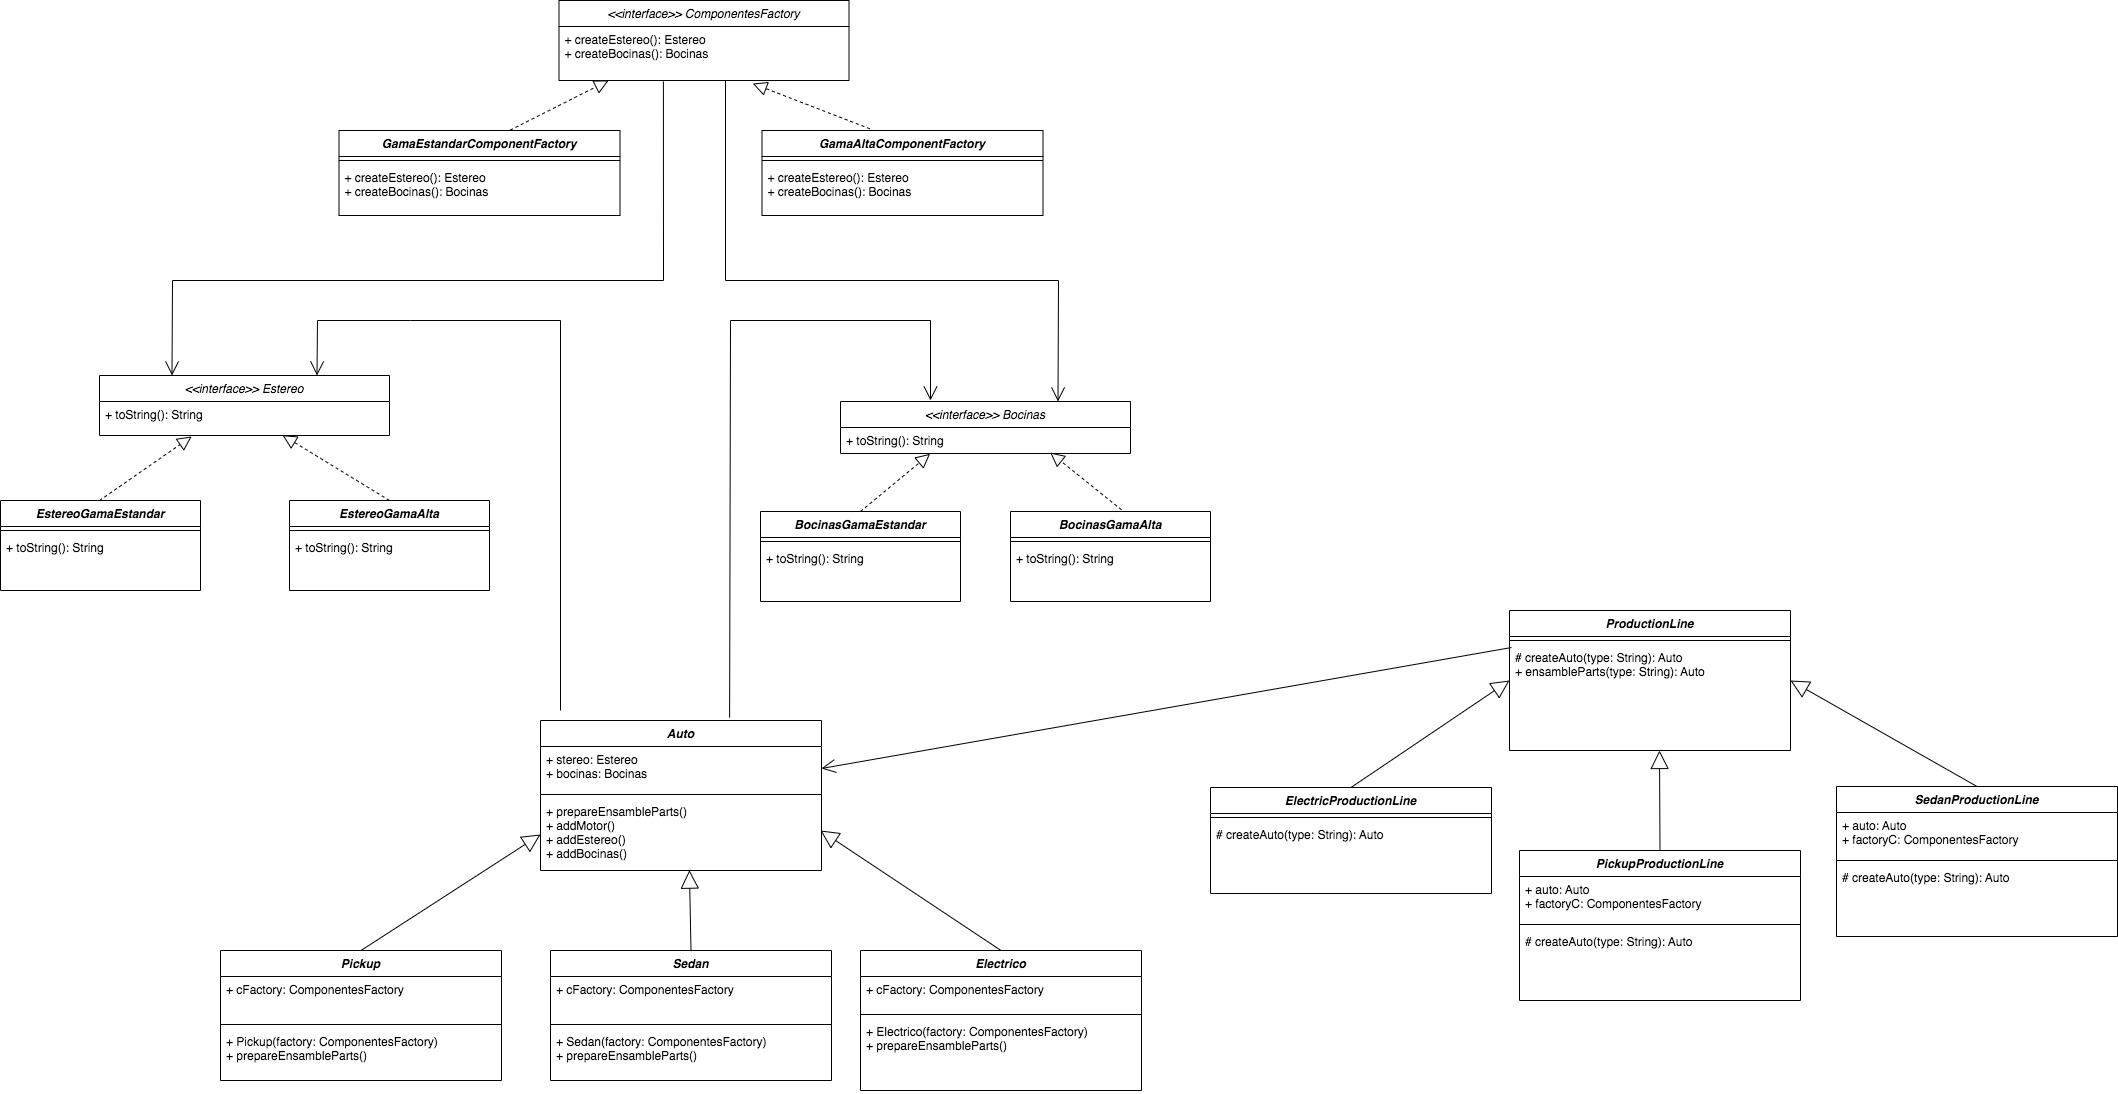 <<interface>> ComponentesFactory
+ createEstereo(): Estereo
+ createBocinas(): Bocinas
GamaEstandarComponentFactory
+ createEstereo(): Estereo
+ createBocinas(): Bocinas
GamaAltaComponentFactory
+ createEstereo(): Estereo
+ createBocinas(): Bocinas
<<interface>> Estereo
+ toString(): String
<<interface>> Bocinas
+ toString(): String
EstereoGamaEstandar
+ toString(): String
EstereoGamaAlta
+ toString(): String
BocinasGamaEstandar
+ toString(): String
BocinasGamaAlta
+ toString(): String
ProductionLine
# createAuto(type: String): Auto
+ ensambleParts(type: String): Auto
Auto
+ stereo: Estereo
+ bocinas: Bocinas
+ prepareEnsambleParts()
+ addMotor()
+ addEstereo()
+ addBocinas()
ElectricProductionLine
# createAuto(type: String): Auto
PickupProductionLine
+ auto: Auto
+ factoryC: ComponentesFactory
# createAuto(type: String): Auto
SedanProductionLine
+ auto: Auto
+ factoryC: ComponentesFactory
# createAuto(type: String): Auto
Pickup
+ cFactory: ComponentesFactory
+ Pickup(factory: ComponentesFactory)
+ prepareEnsambleParts()
Sedan
+ cFactory: ComponentesFactory
+ Sedan(factory: ComponentesFactory)
+ prepareEnsambleParts()
Electrico
+ cFactory: ComponentesFactory
+ Electrico(factory: ComponentesFactory)
+ prepareEnsambleParts()